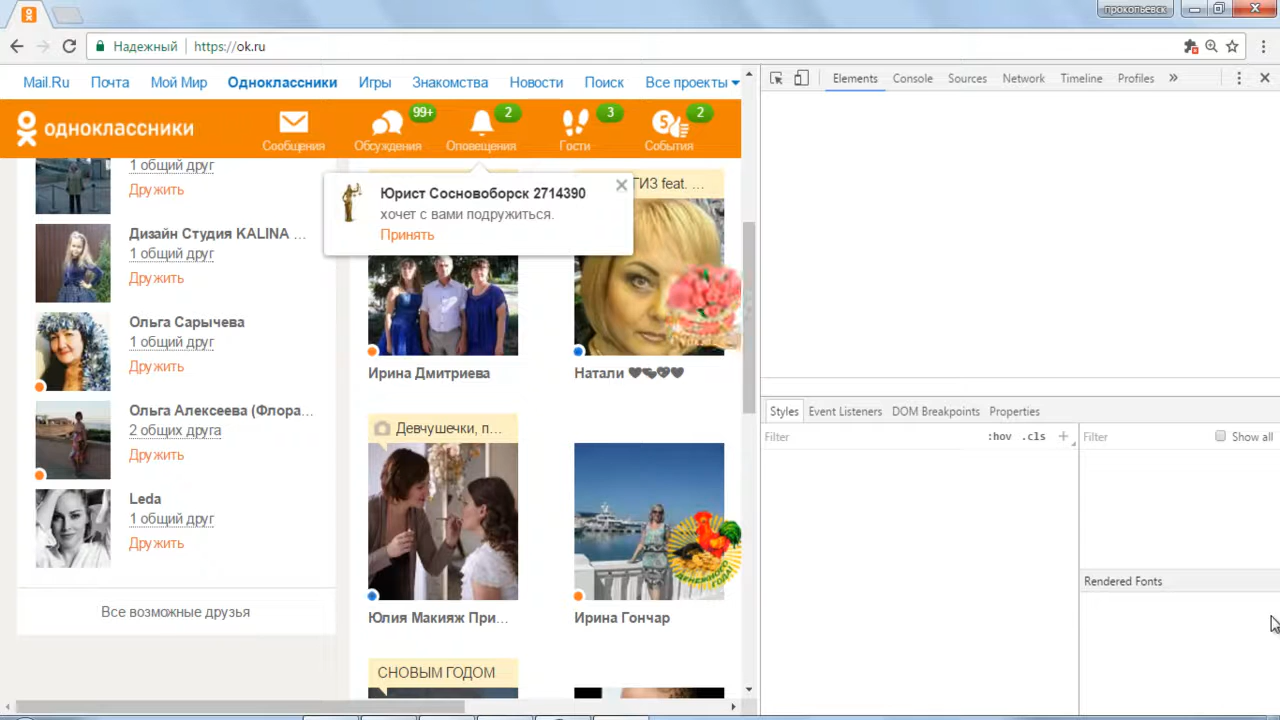 прокопьевск
Надежный https://ok.ru
Mail.Ru Почта Мой Мир Одноклассники Игры Знакомства Новости Поиск Все проекты
Elements Console Sources Network Timeline Profiles »
одноклассники
Сообщения
99+ Обсуждения
2 Оповещения
3 Гости
5 2 События
1 общий друг
Дружить
Дизайн Студия KALINA ...
1 общий друг
Дружить
Ольга Сарычева
1 общий друг
Дружить
Ольга Алексеева (Флора...
2 общих друга
Дружить
Leda
1 общий друг
Дружить
Все возможные друзья
Юрист Сосновоборск 2714390
хочет с вами подружиться.
Принять
ГИЗ feat. ...
Ирина Дмитриева
Натали
Девчушечки, п...
ДЕНЕЖНОГО ГОДА!
Юлия Макияж При...
Ирина Гончар
СНОВЫМ ГОДОМ
Styles Event Listeners DOM Breakpoints Properties
Filter :hov .cls +
Filter Show all
Rendered Fonts